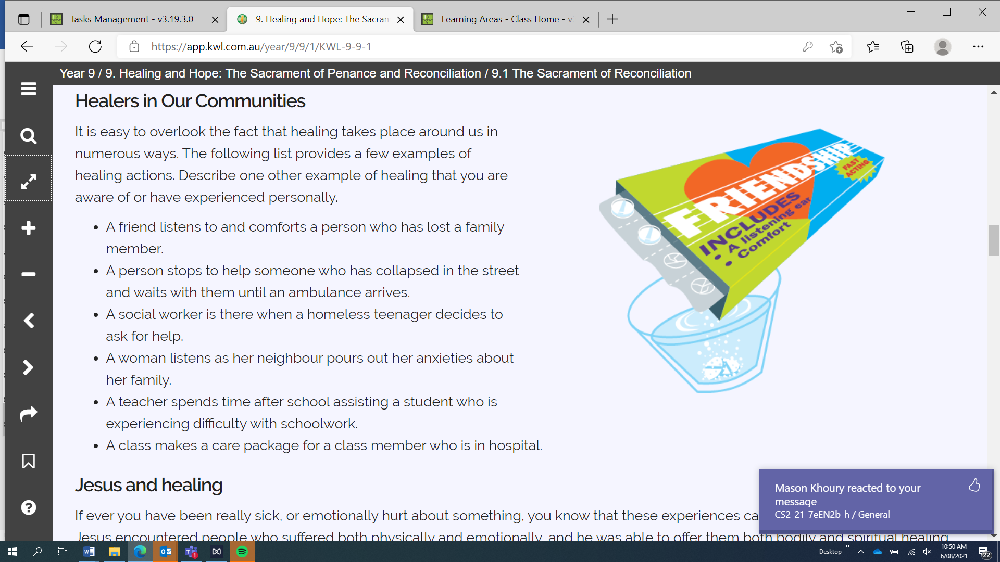 Tasks Management - v3.19.3.0
9. Healing and Hope: The Sacram
Learning Areas - Class Home - v3
https://app.kwl.com.au/year/9/9/1/KWL-9-9-1
Year 9 / 9. Healing and Hope: The Sacrament of Penance and Reconciliation / 9.1 The Sacrament of Reconciliation
Healers in Our Communities
It is easy to overlook the fact that healing takes place around us in
numerous ways. The following list provides a few examples of
healing actions. Describe one other example of healing that you are
aware of or have experienced personally.
• A friend listens to and comforts a person who has lost a family
member.
• A person stops to help someone who has collapsed in the street
and waits with them until an ambulance arrives.
• A social worker is there when a homeless teenager decides to
ask for help.
• A woman listens as her neighbour pours out her anxieties about
her family.
• A teacher spends time after school assisting a student who is
experiencing difficulty with schoolwork.
• A class makes a care package for a class member who is in hospital.
FRIENDSHIP
FAST
ACTING
INCLUDES
• A listening ear
• Comfort
Jesus and healing
If ever you have been really sick, or emotionally hurt about something, you know that these experiences ca
Jesus encountered people who suffered both physically and emotionally, and he was able to offer them both bodily and spiritual healing.
Mason Khoury reacted to your
message
CS2_21_7eEN2b_h / General
Desktop
10:50 AM
6/08/2021
22
1